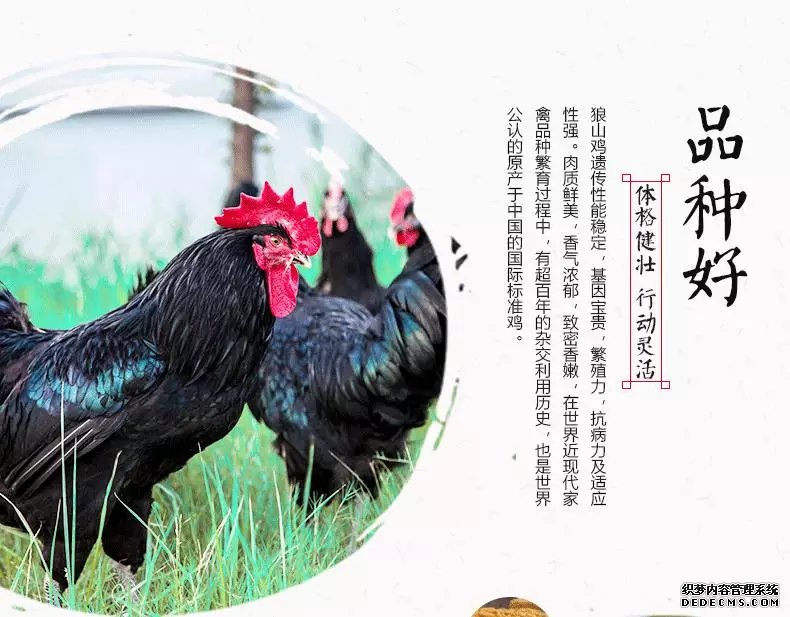 品种好
体格健壮 行动灵活
狼山鸡遗传性能稳定，基因宝贵，繁殖力，抗病力及适应
性强。肉质鲜美，香气浓郁，致密香嫩，在世界近现代家
禽品种繁育过程中，有超百年的杂交利用历史，也是世界
公认的原产于中国的国际标准鸡。
织梦内容管理系统
DEDECMS.COM